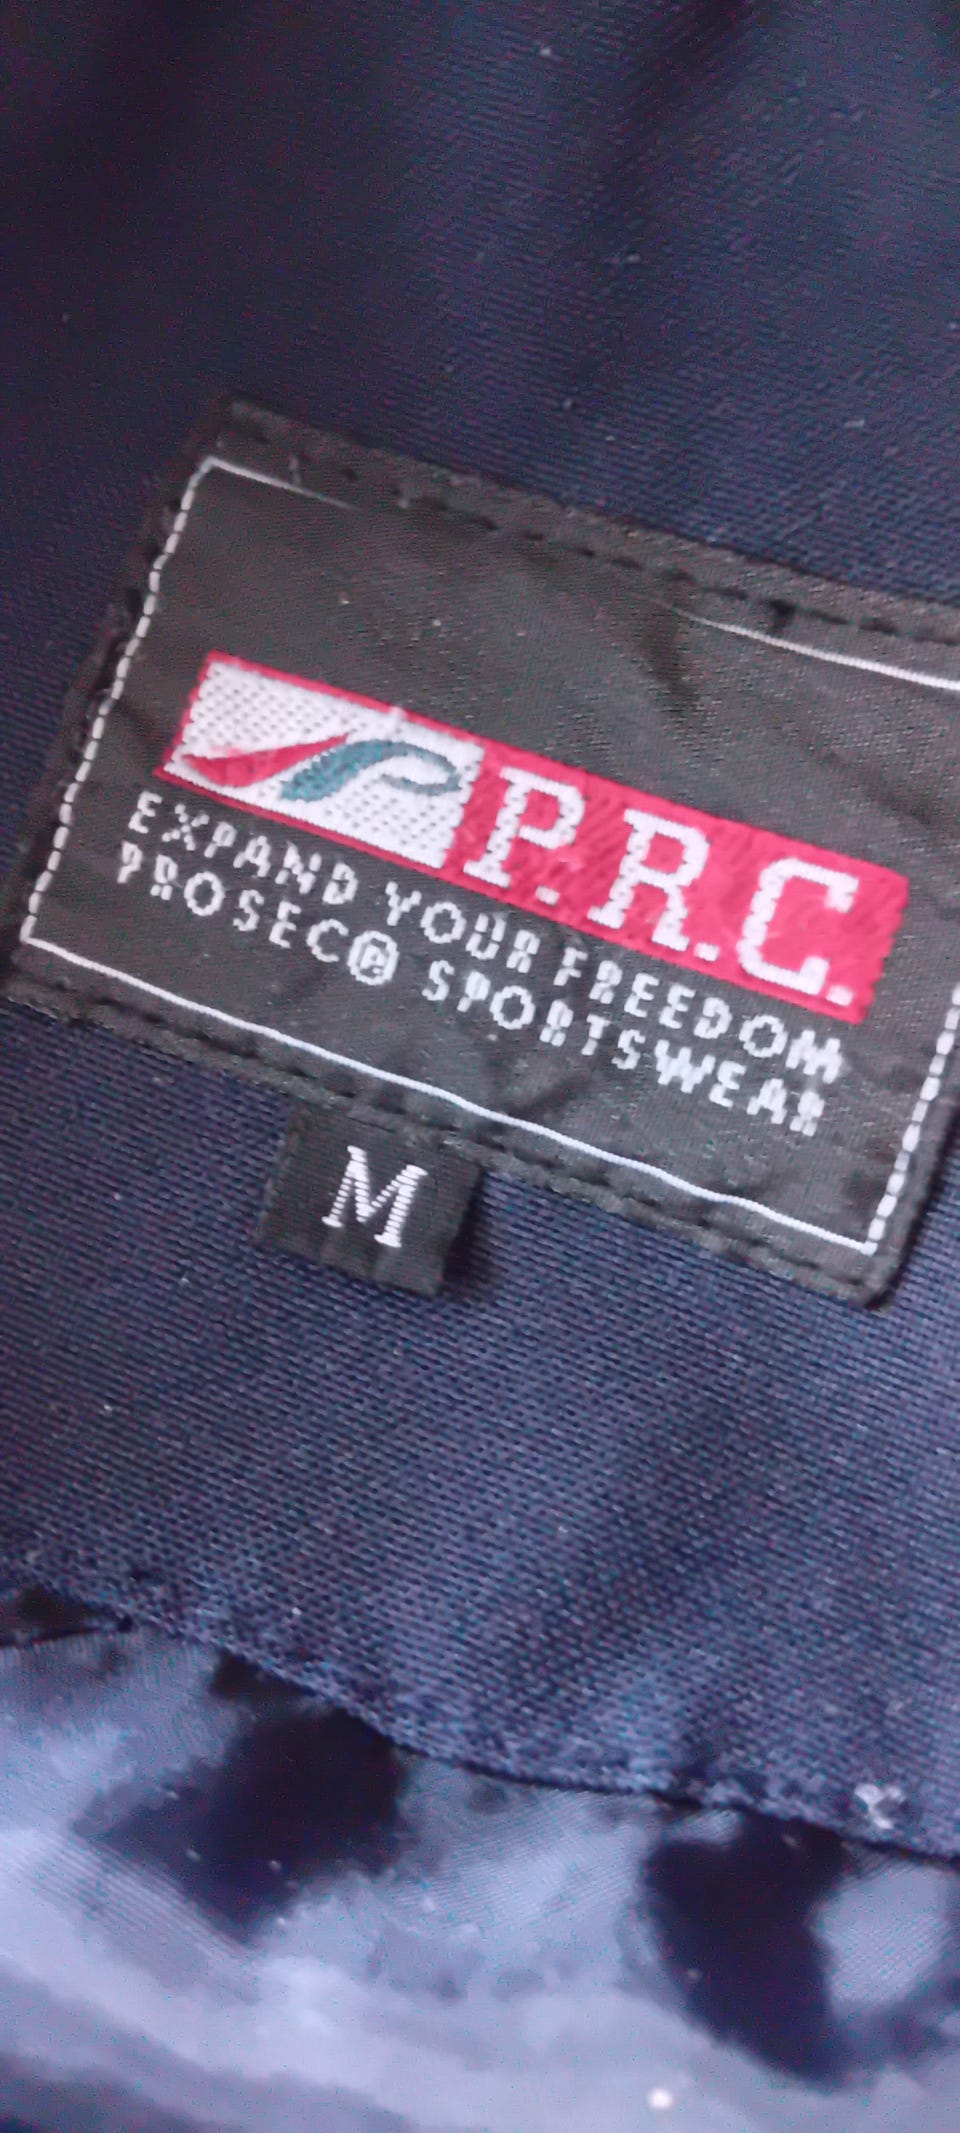 P.R.C.
EXPAND YOUR FREEDOM
PROSEC® SPORTSWEAR
M